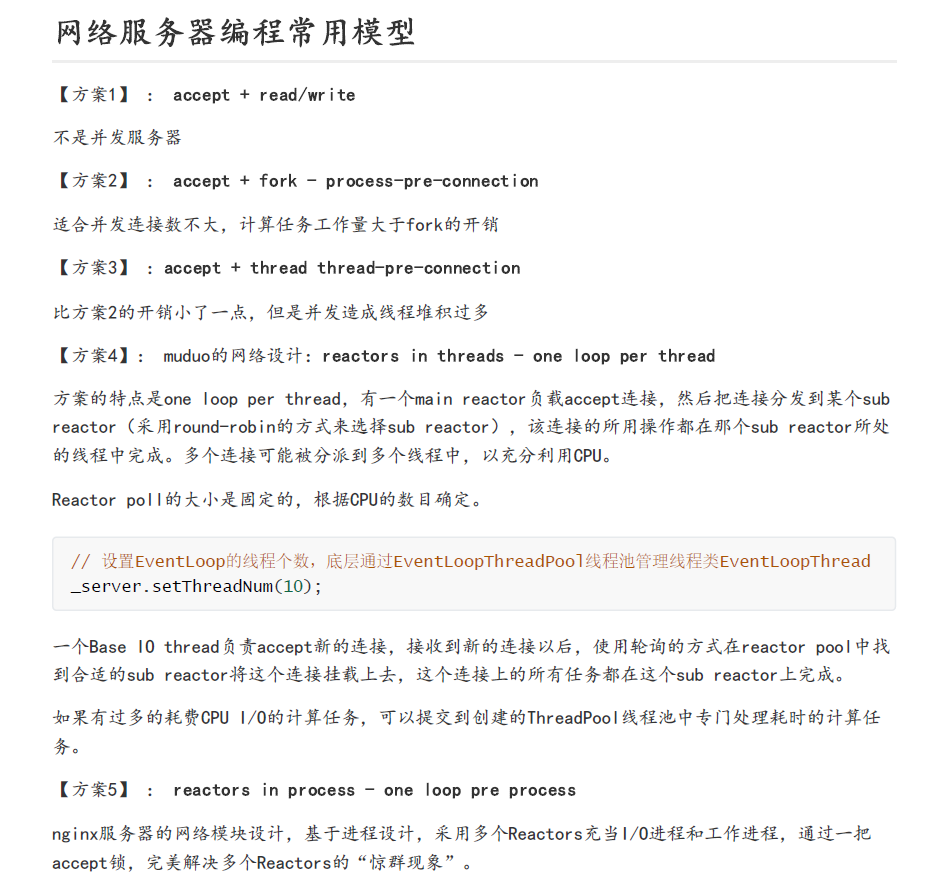 网络服务器编程常用模型
【方案1】 ： accept + read/write
不是并发服务器
【方案2】 ： accept + fork - process-pre-connection
适合并发连接数不大，计算任务工作量大于fork的开销
【方案3】 ：accept + thread thread-pre-connection
比方案2的开销小了一点，但是并发造成线程堆积过多
【方案4】： muduo的网络设计：reactors in threads - one loop per thread
方案的特点是one loop per thread，有一个main reactor负载accept连接，然后把连接分发到某个sub
reactor（采用round-robin的方式来选择sub reactor），该连接的所用操作都在那个sub reactor所处
的线程中完成。多个连接可能被分派到多个线程中，以充分利用CPU。
Reactor poll的大小是固定的，根据CPU的数目确定。
// 设置EventLoop的线程个数，底层通过EventLoopThreadPool线程池管理线程类EventLoopThread
_server.setThreadNum(10);
一个Base IO thread负责accept新的连接，接收到新的连接以后，使用轮询的方式在reactor pool中找
到合适的sub reactor将这个连接挂载上去，这个连接上的所有任务都在这个sub reactor上完成。
如果有过多的耗费CPU I/O的计算任务，可以提交到创建的ThreadPool线程池中专门处理耗时的计算任
务。
【方案5】 ： reactors in process - one loop pre process
nginx服务器的网络模块设计，基于进程设计，采用多个Reactors充当I/O进程和工作进程，通过一把
accept锁，完美解决多个Reactors的“惊群现象”。